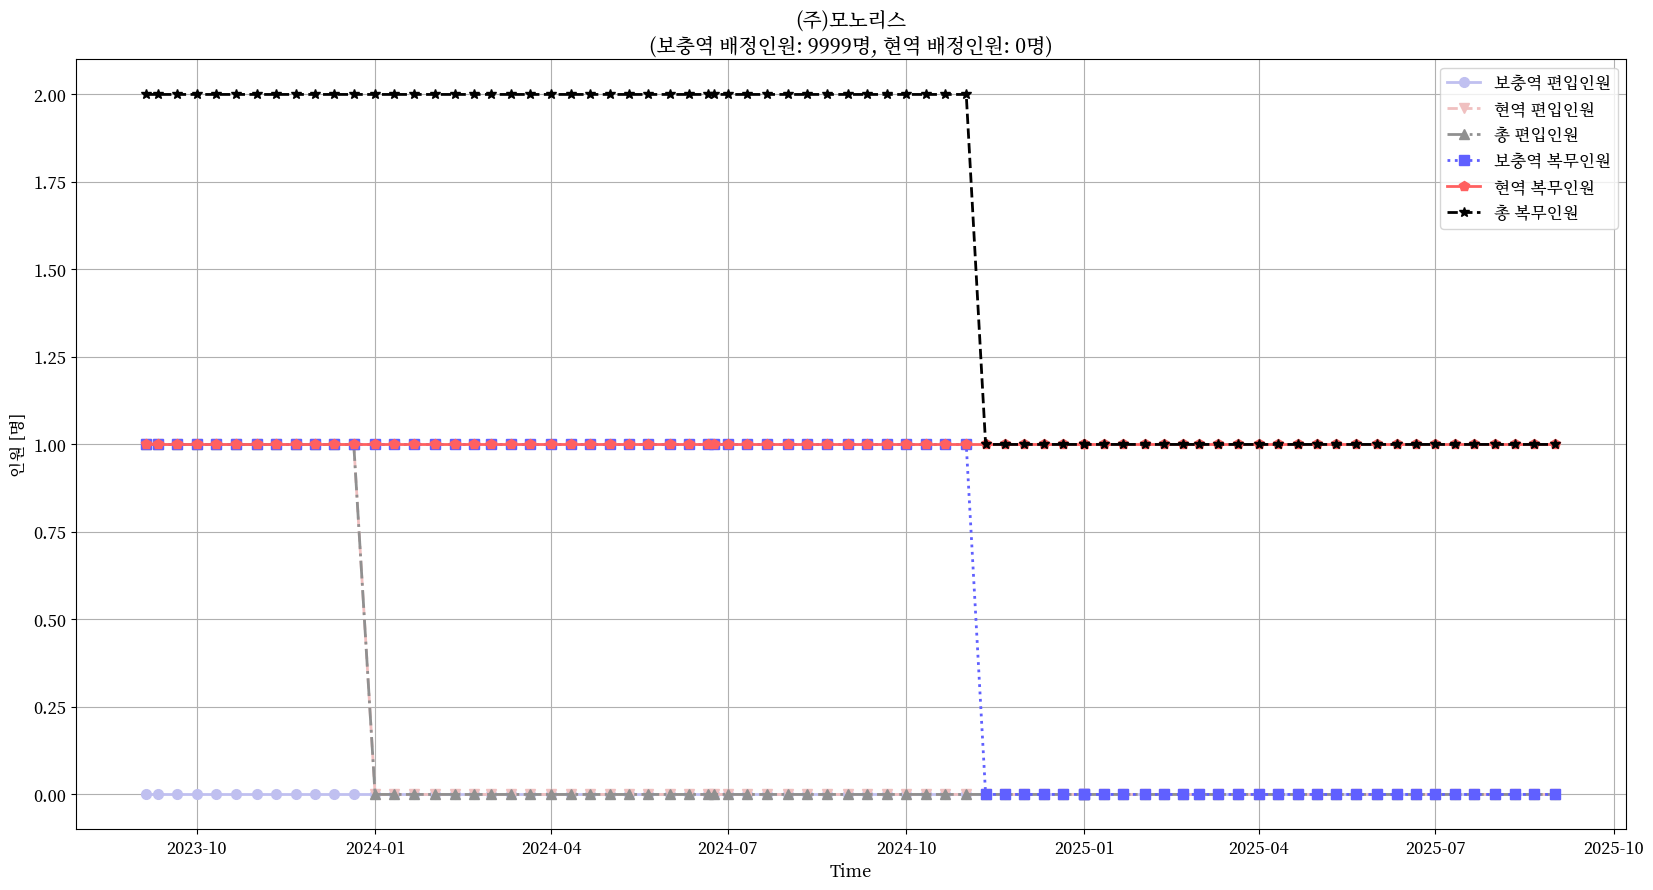 (주)모노리스
(보충역 배정인원: 9999명, 현역 배정인원: 0명)
보충역 편입인원
현역 편입인원
총 편입인원
보충역 복무인원
현역 복무인원
총 복무인원
인원 [명]
2.00
1.75
1.50
1.25
1.00
0.75
0.50
0.25
0.00
2023-10 2024-01 2024-04 2024-07 2024-10 2025-01 2025-04 2025-07 2025-10
Time